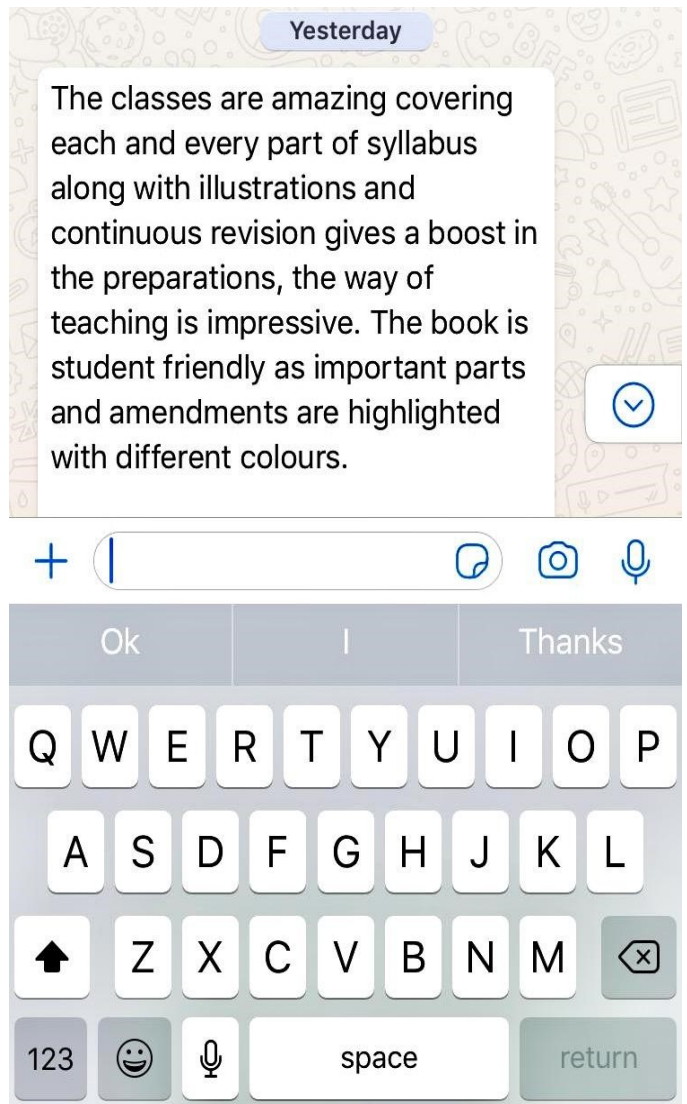 Yesterday
The classes are amazing covering
each and every part of syllabus
along with illustrations and
continuous revision gives a boost in
the preparations, the way of
teaching is impressive. The book is
student friendly as important parts
and amendments are highlighted
with different colours.
Ok I Thanks
Q W E R T Y U I O P
A S D F G H J K L
Z X C V B N M
123 space return